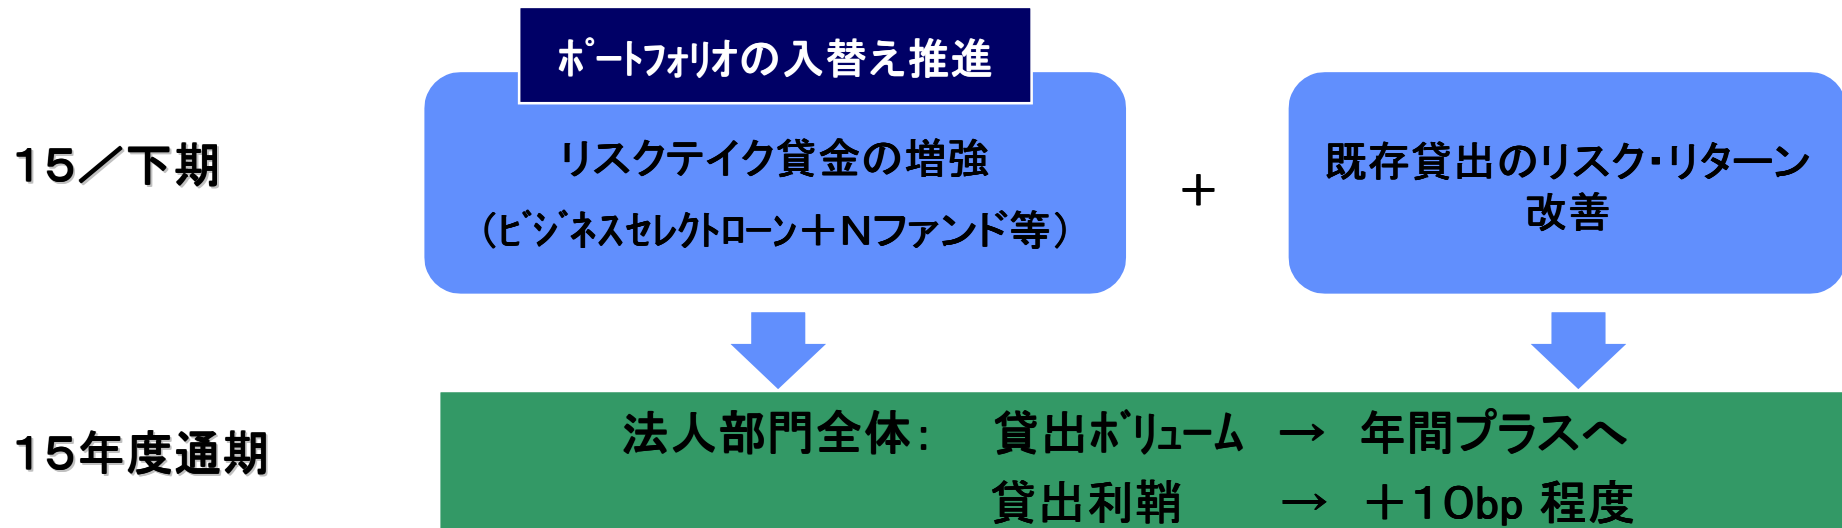 ﾎﾟｰﾄﾌｫﾘｵの入替え推進
15／下期
リスクテイク貸金の増強
（ﾋﾞｼﾞﾈｽｾﾚｸﾄﾛｰﾝ＋Ｎファンド等）
＋
既存貸出のリスク・リターン
改善
15年度通期
法人部門全体： 貸出ﾎﾞﾘｭｰﾑ → 年間プラスへ
貸出利鞘 → ＋10bp 程度